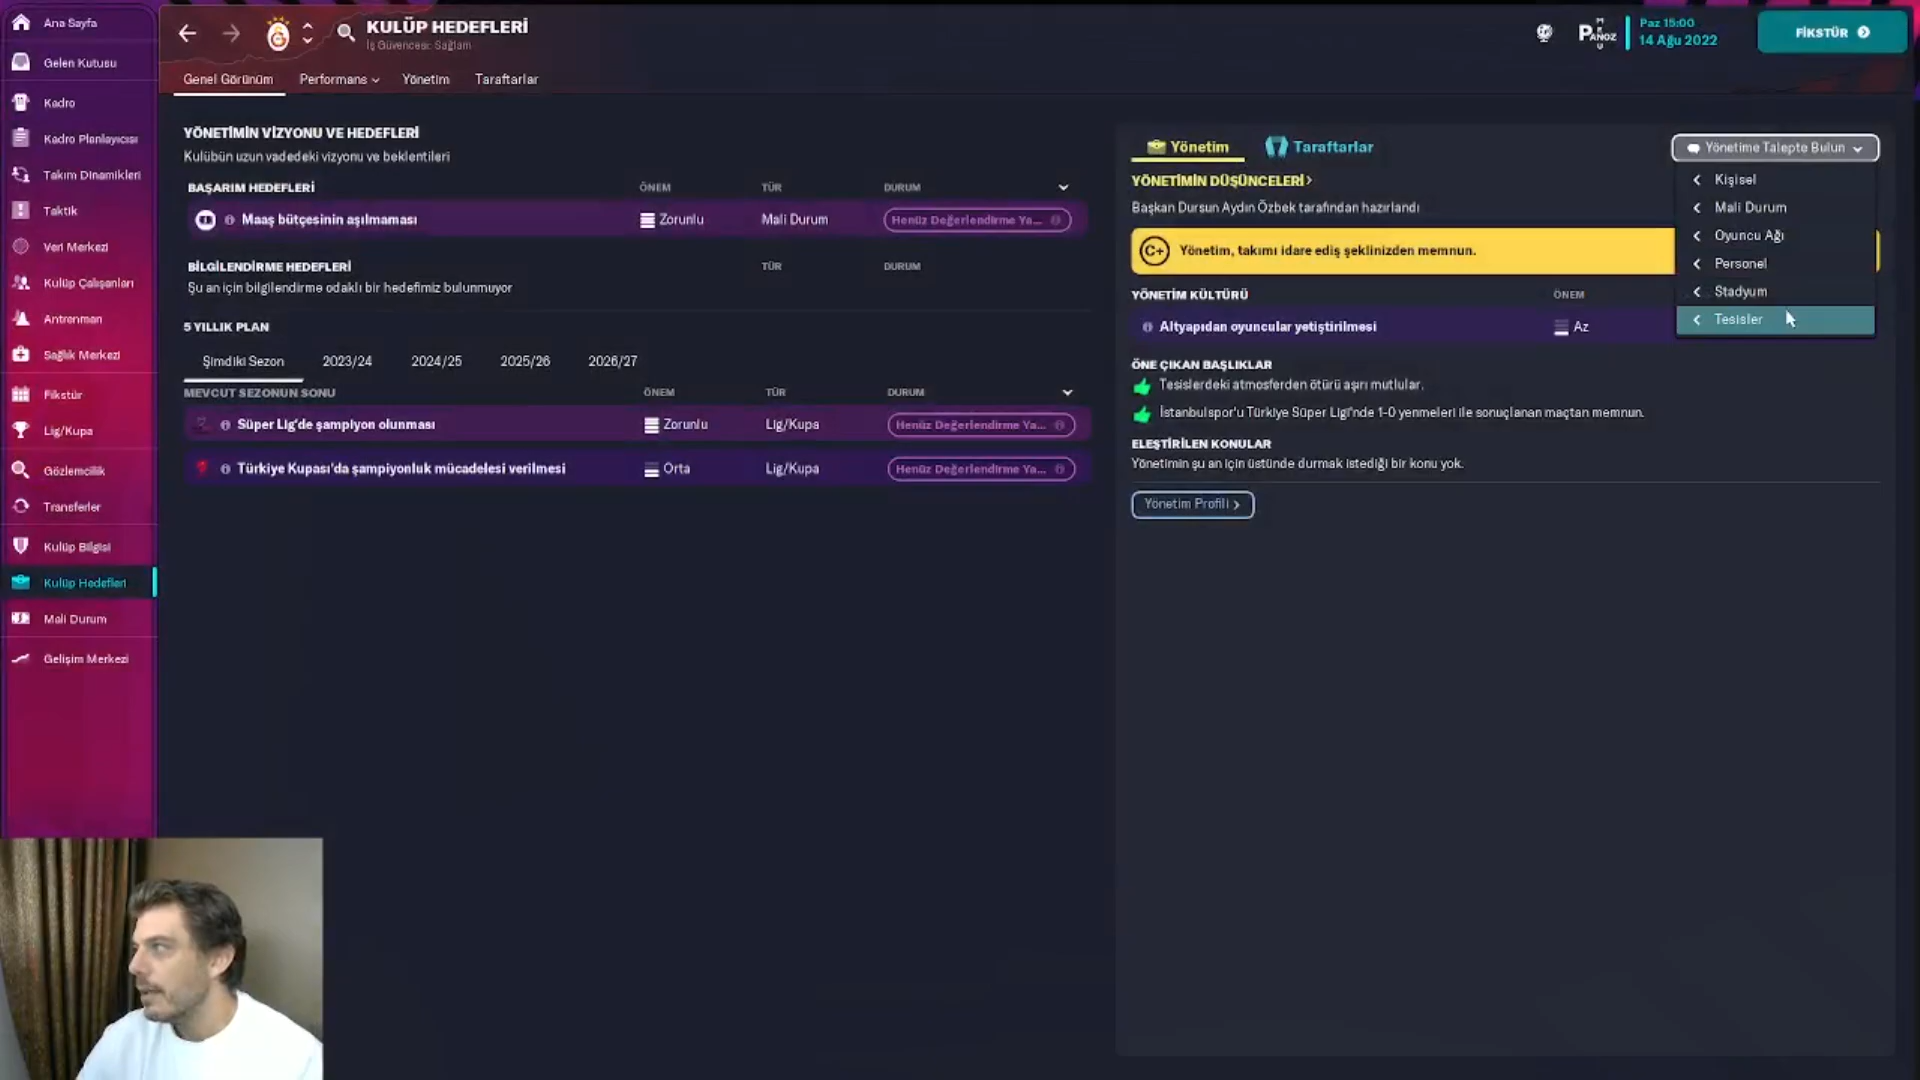 Ana Sayfa
Gelen Kutusu
Kadro
Kadro Planlayıcısı
Takım Dinamikleri
Taktik
Veri Merkezi
Kulüp Çalışanları
Antrenman
Sağlık Merkezi
Fikstür
Lig/Kupa
Gözlemcilik
Transferler
Kulüp Bilgisi
Kulüp Hedefleri
Mali Durum
Gelişim Merkezi
KULÜP HEDEFLERİ
İş Güvencesi: Sağlam
Paz 15:00
14 Ağu 2022
FİKSTÜR
Genel Görünüm Performans Yönetim Taraftarlar
YÖNETİMİN VİZYONU VE HEDEFLERİ
Kulübün uzun vadedeki vizyonu ve beklentileri
BAŞARIM HEDEFLERİ ÖNEM TÜR DURUM
Maaş bütçesinin aşılmaması Zorunlu Mali Durum Henüz Değerlendirme Ya...
BİLGİLENDİRME HEDEFLERİ TÜR DURUM
Şu an için bilgilendirme odaklı bir hedefimiz bulunmuyor
5 YILLIK PLAN
Şimdiki Sezon 2023/24 2024/25 2025/26 2026/27
MEVCUT SEZONUN SONU ÖNEM TÜR DURUM
Süper Lig'de şampiyon olunması Zorunlu Lig/Kupa Henüz Değerlendirme Ya...
Türkiye Kupası'da şampiyonluk mücadelesi verilmesi Orta Lig/Kupa Henüz Değerlendirme Ya...
Yönetim Taraftarlar
Yönetime Talepte Bulun
Kişisel
Mali Durum
Oyuncu Ağı
Personel
Stadyum
Tesisler
YÖNETİMİN DÜŞÜNCELERİ>
Başkan Dursun Aydın Özbek tarafından hazırlandı
C+ Yönetim, takımı idare ediş şeklinizden memnun.
YÖNETİM KÜLTÜRÜ ÖNEM
Altyapıdan oyuncular yetiştirilmesi Az
ÖNE ÇIKAN BAŞLIKLAR
Tesislerdeki atmosferden ötürü aşırı mutlular.
İstanbulspor'u Türkiye Süper Ligi'nde 1-0 yenmeleri ile sonuçlanan maçtan memnun.
ELEŞTİRİLEN KONULAR
Yönetimin şu an için üstünde durmak istediği bir konu yok.
Yönetim Profili >